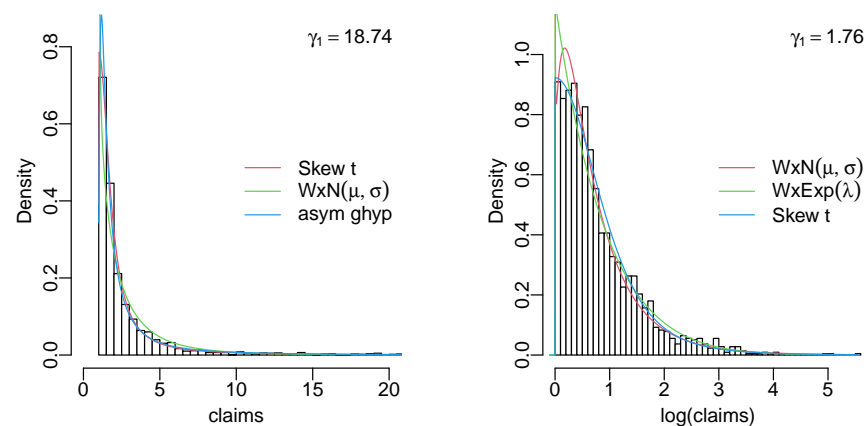 γ₁ = 18.74
Density
0.0 0.2 0.4 0.6 0.8
Skew t
WxN(μ, σ)
asym ghyp
0 5 10 15 20
claims
γ₁ = 1.76
Density
0.0 0.2 0.4 0.6 0.8 1.0
WxN(μ, σ)
WxExp(λ)
Skew t
0 1 2 3 4 5
log(claims)